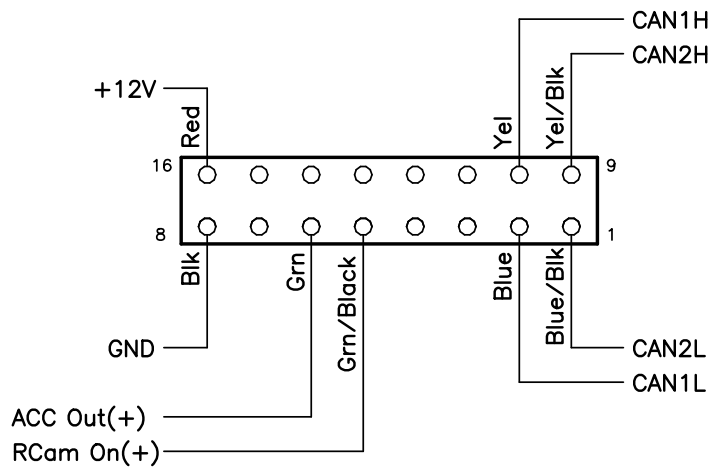 CAN1H
CAN2H
+12V
Red
Yel
Yel/Blk
16
9
8
1
Blk
Grn
Grn/Black
Blue
Blue/Blk
GND
CAN2L
CAN1L
ACC Out(+)
RCam On(+)